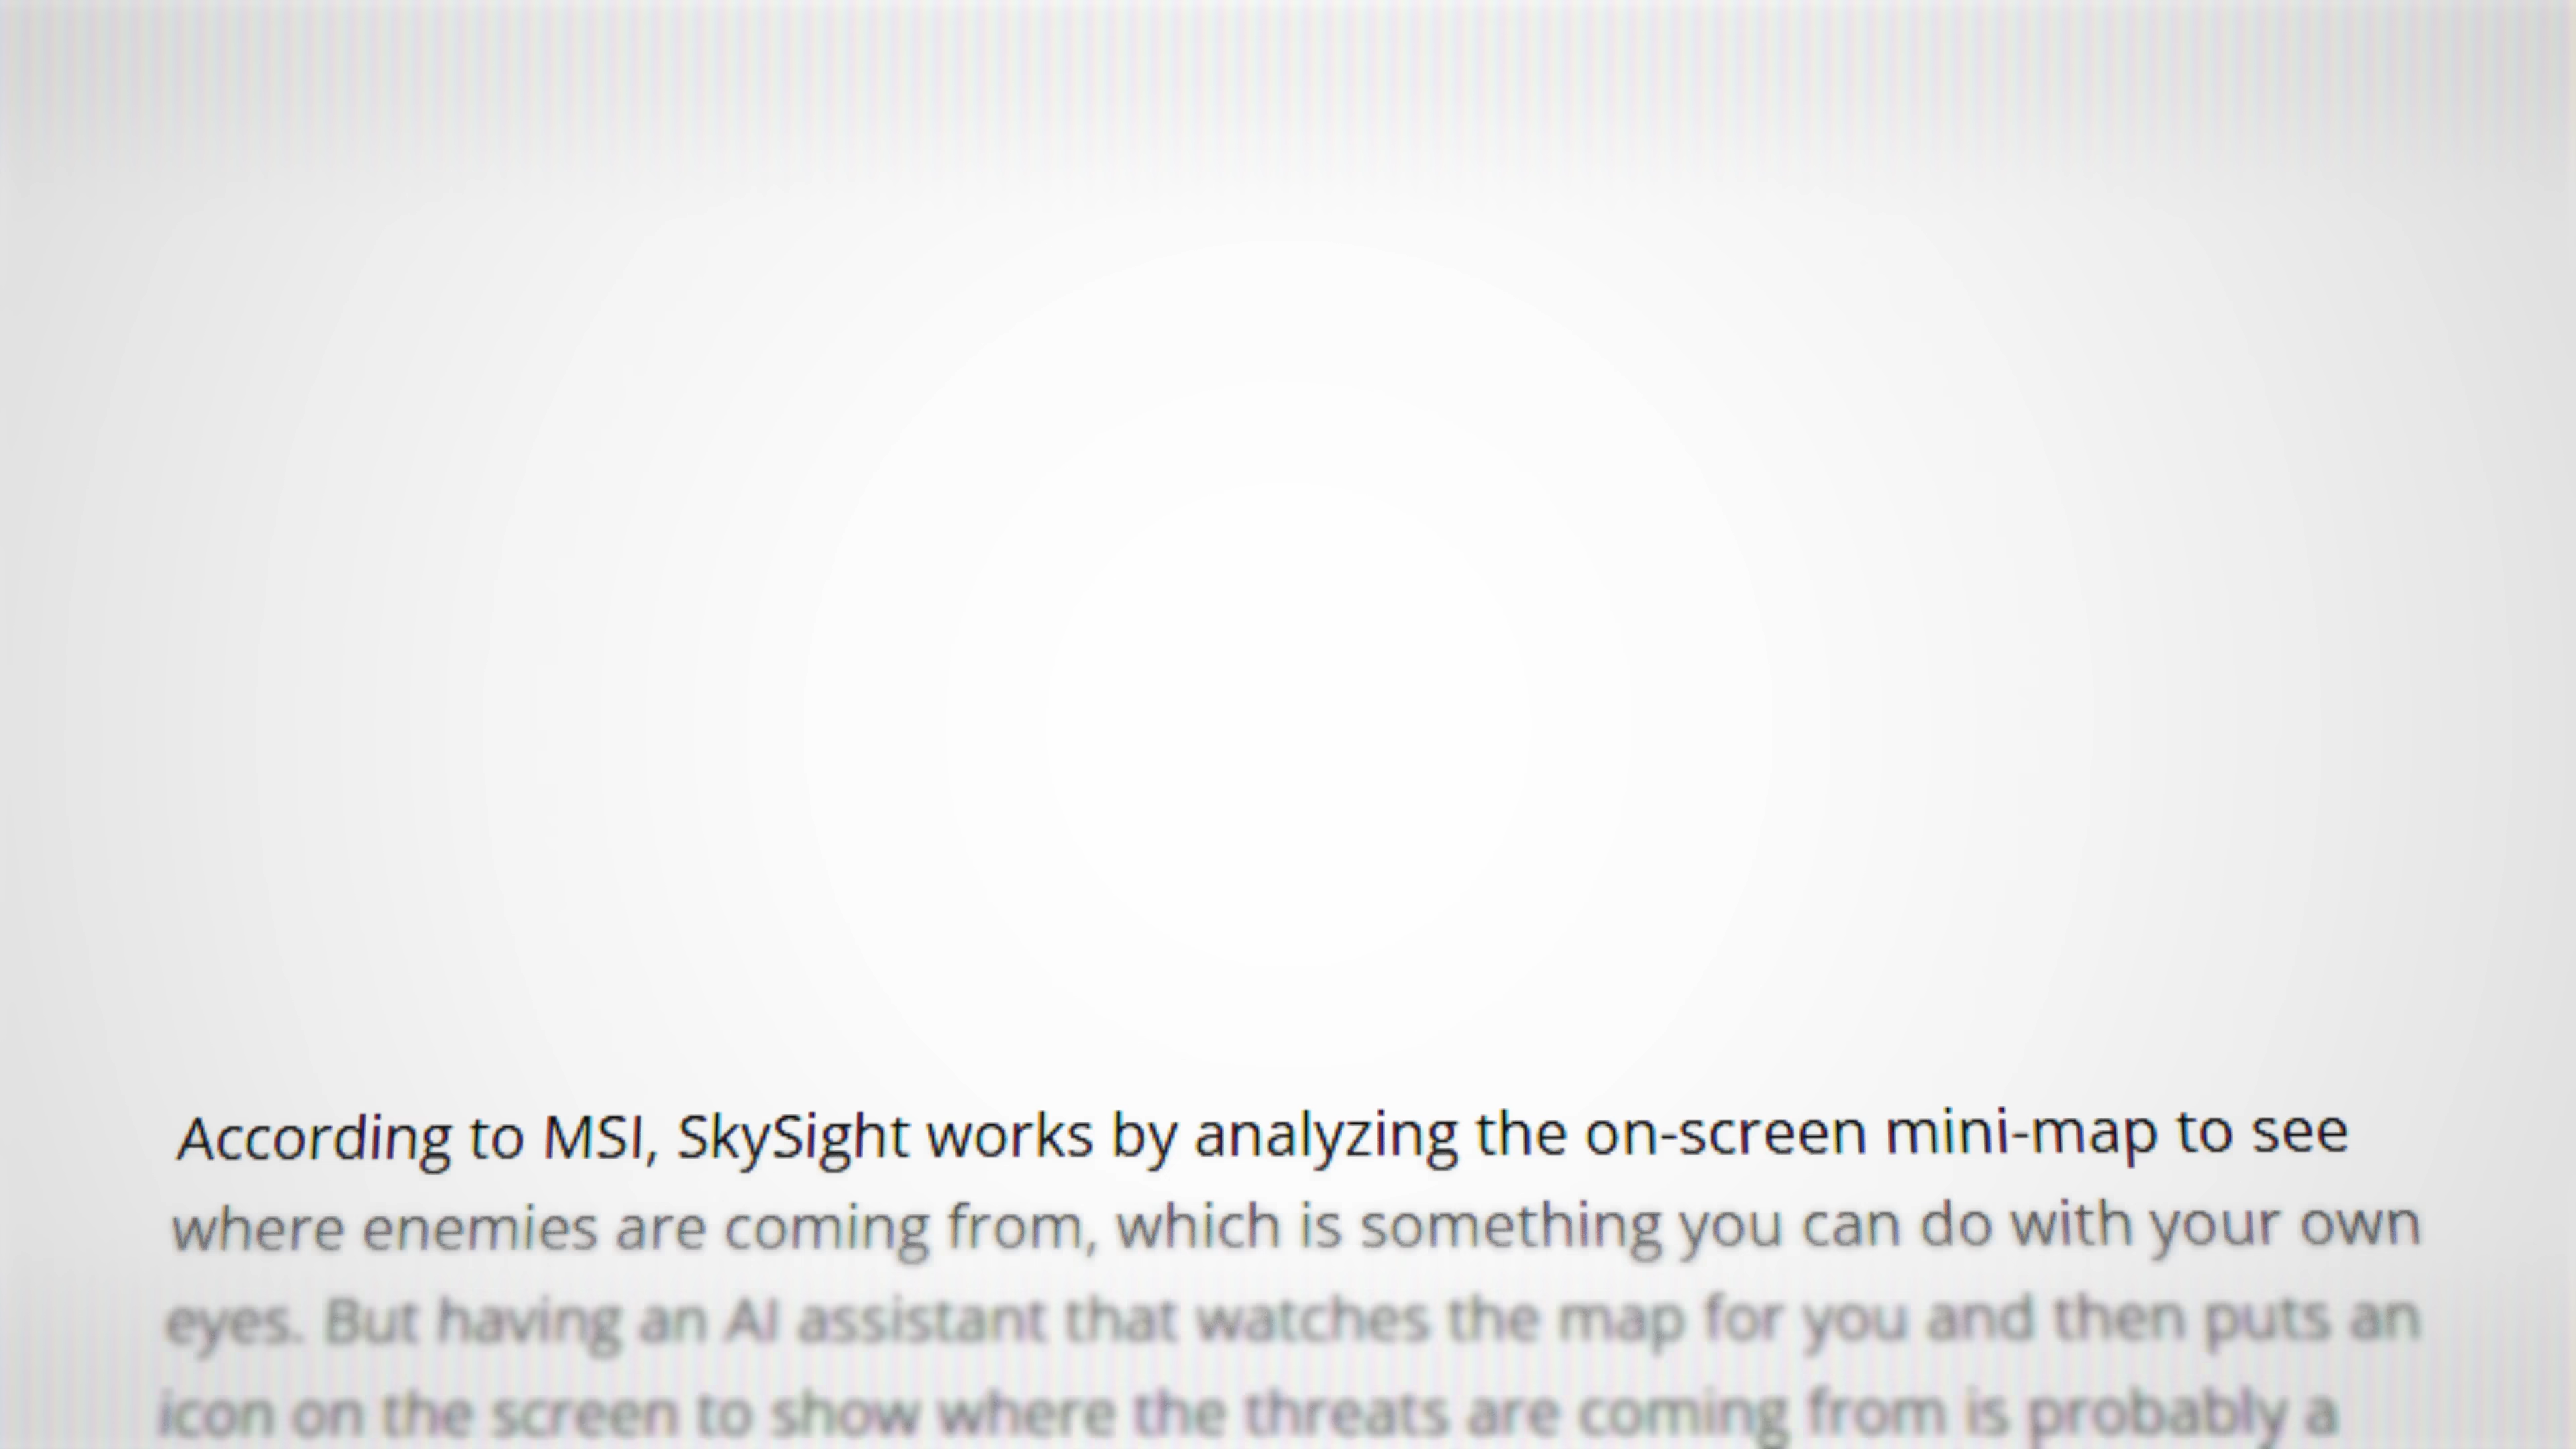 According to MSI, SkySight works by analyzing the on-screen mini-map to see
where enemies are coming from, which is something you can do with your own
eyes. But having an AI assistant that watches the map for you and then puts an
icon on the screen to show where the threats are coming from is probably a